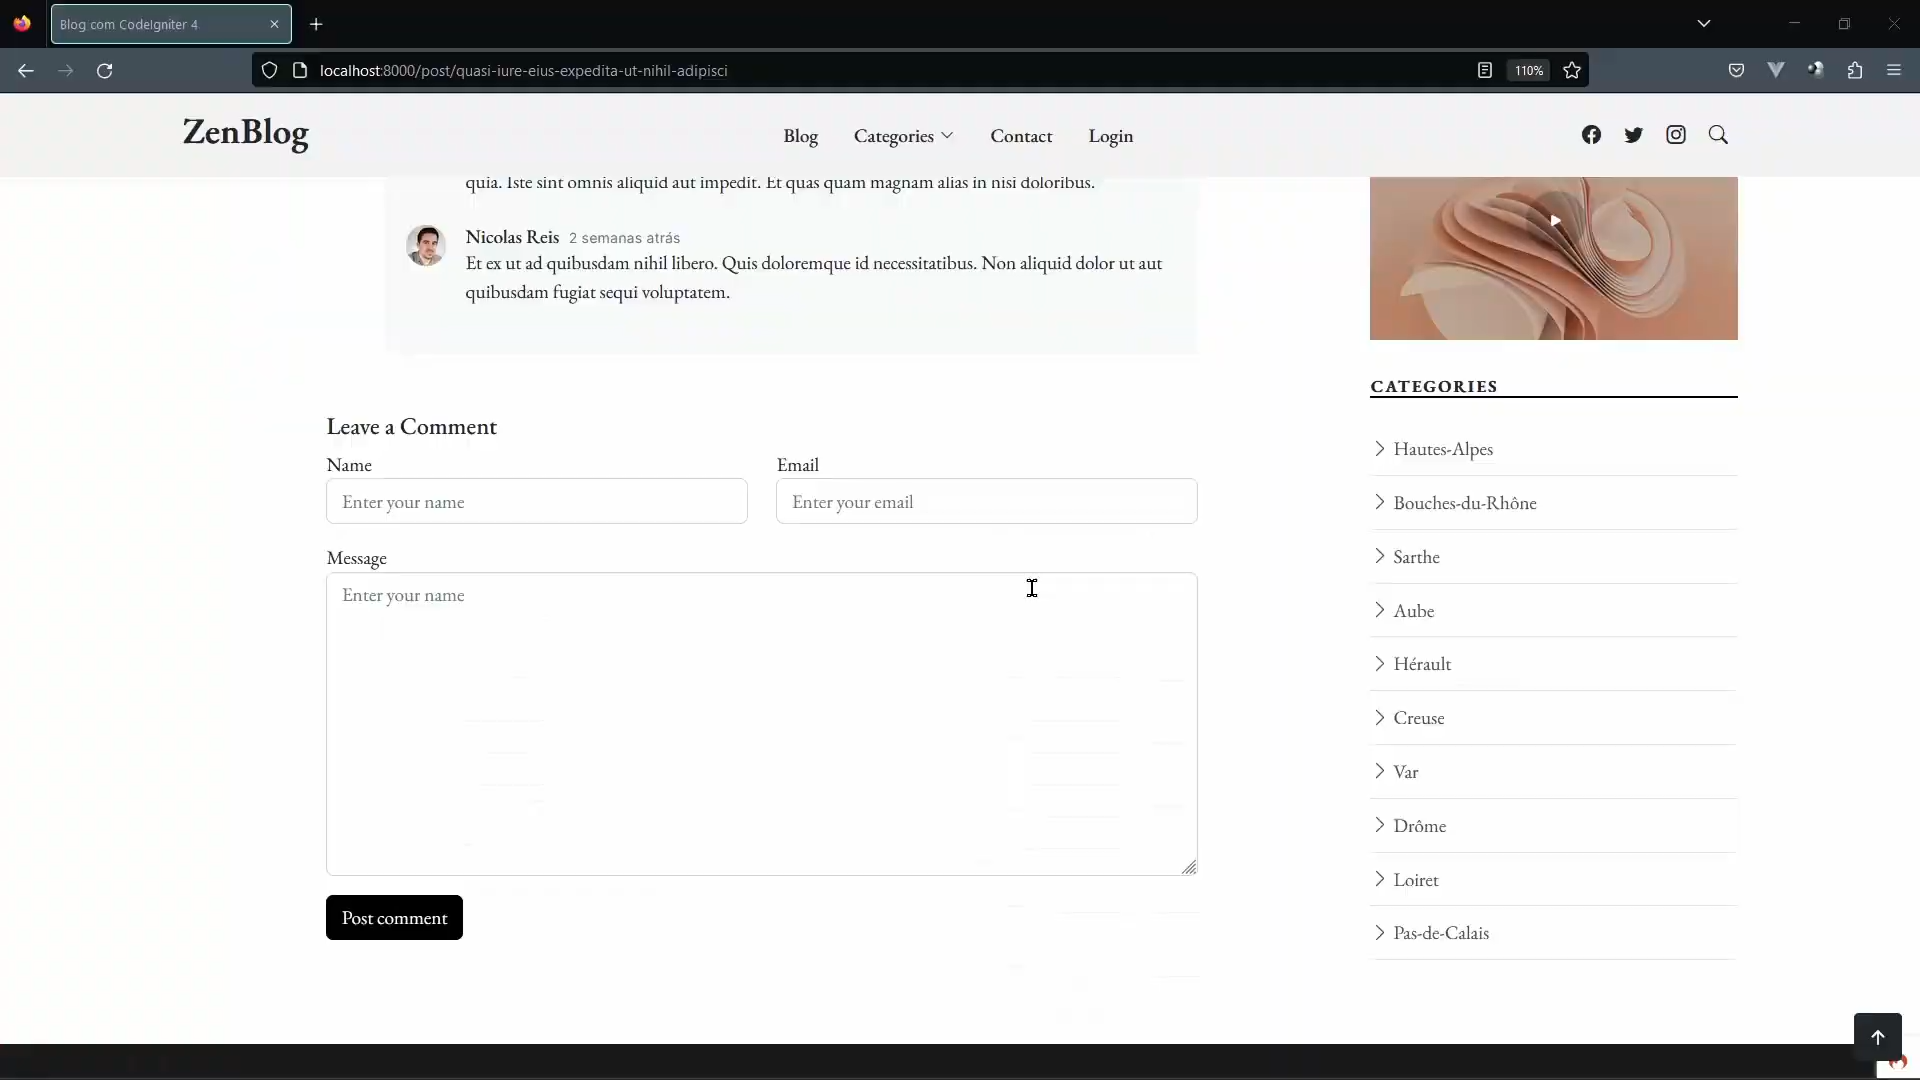 Blog com CodeIgniter 4
localhost:8000/post/quasi-iure-eius-expedita-ut-nihil-adipisci
110%
ZenBlog
Blog
Categories
Contact
Login
quia. Iste sint omnis aliquid aut impedit. Et quas quam magnam alias in nisi doloribus.
Nicolas Reis 2 semanas atrás
Et ex ut ad quibusdam nihil libero. Quis doloremque id necessitatibus. Non aliquid dolor ut aut
quibusdam fugiat sequi voluptatem.
Leave a Comment
Name
Enter your name
Email
Enter your email
Message
Enter your name
Post comment
CATEGORIES
Hautes-Alpes
Bouches-du-Rhône
Sarthe
Aube
Hérault
Creuse
Var
Drôme
Loiret
Pas-de-Calais